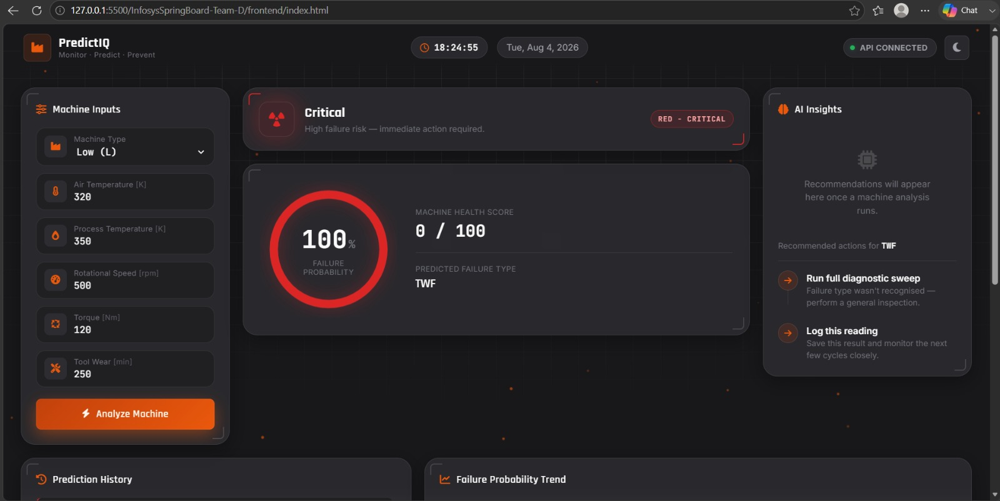 127.0.0.1:5500/InfosysSpringBoard-Team-D/frontend/index.html
Chat
PredictIQ
Monitor · Predict · Prevent
18:24:55
Tue, Aug 4, 2026
API CONNECTED
Machine Inputs
Machine Type
Low (L)
Air Temperature [K]
320
Process Temperature [K]
350
Rotational Speed [rpm]
500
Torque [Nm]
120
Tool Wear [min]
250
Analyze Machine
Critical
High failure risk — immediate action required.
RED - CRITICAL
100%
FAILURE
PROBABILITY
MACHINE HEALTH SCORE
0 / 100
PREDICTED FAILURE TYPE
TWF
AI Insights
Recommendations will appear
here once a machine analysis
runs.
Recommended actions for TWF
Run full diagnostic sweep
Failure type wasn't recognised —
perform a general inspection.
Log this reading
Save this result and monitor the next
few cycles closely.
Prediction History
Failure Probability Trend